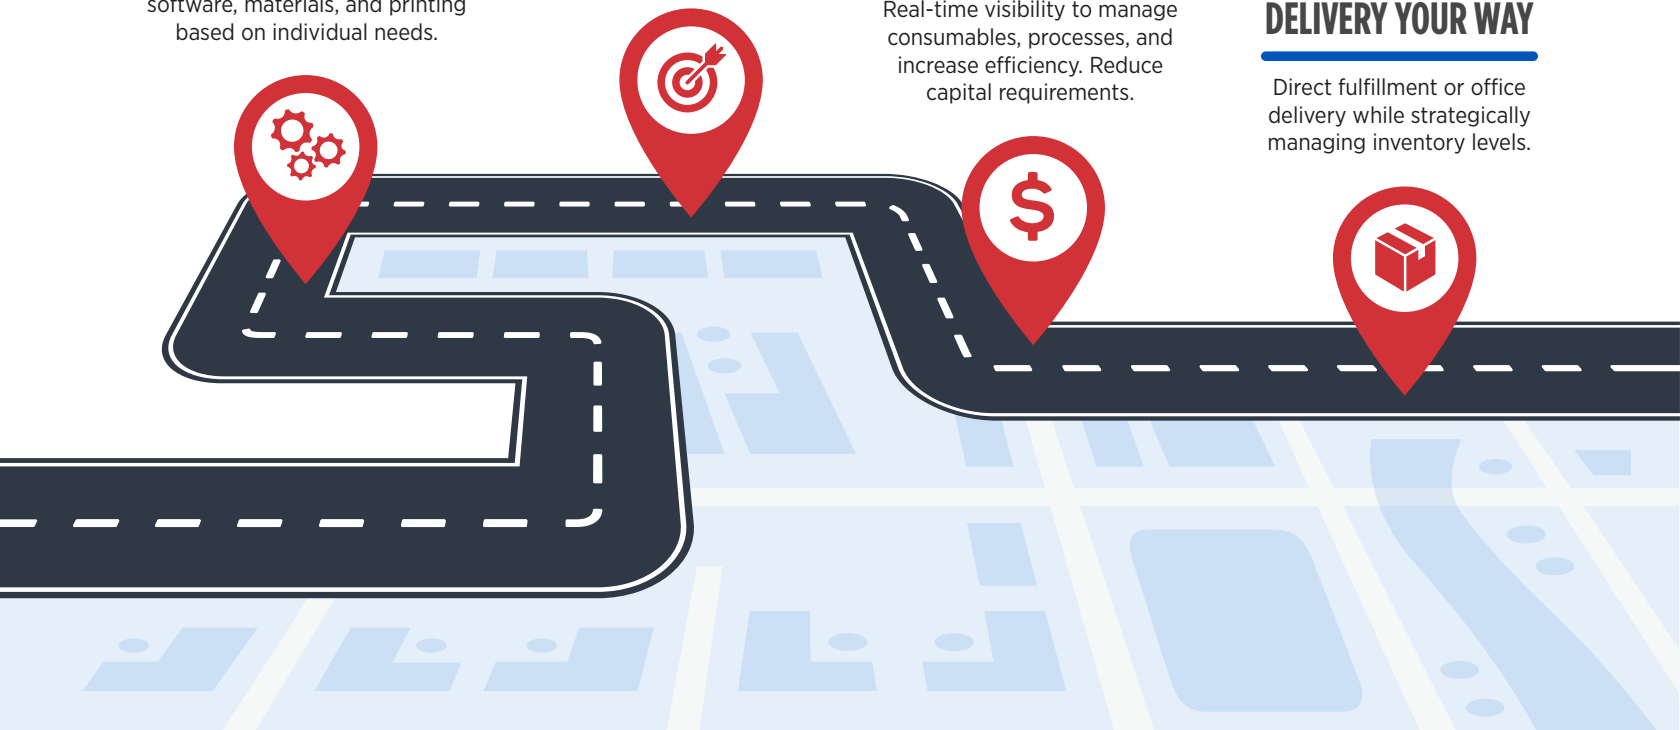 software, materials, and printing
based on individual needs.
Real-time visibility to manage
consumables, processes, and
increase efficiency. Reduce
capital requirements.
DELIVERY YOUR WAY
Direct fulfillment or office
delivery while strategically
managing inventory levels.
$